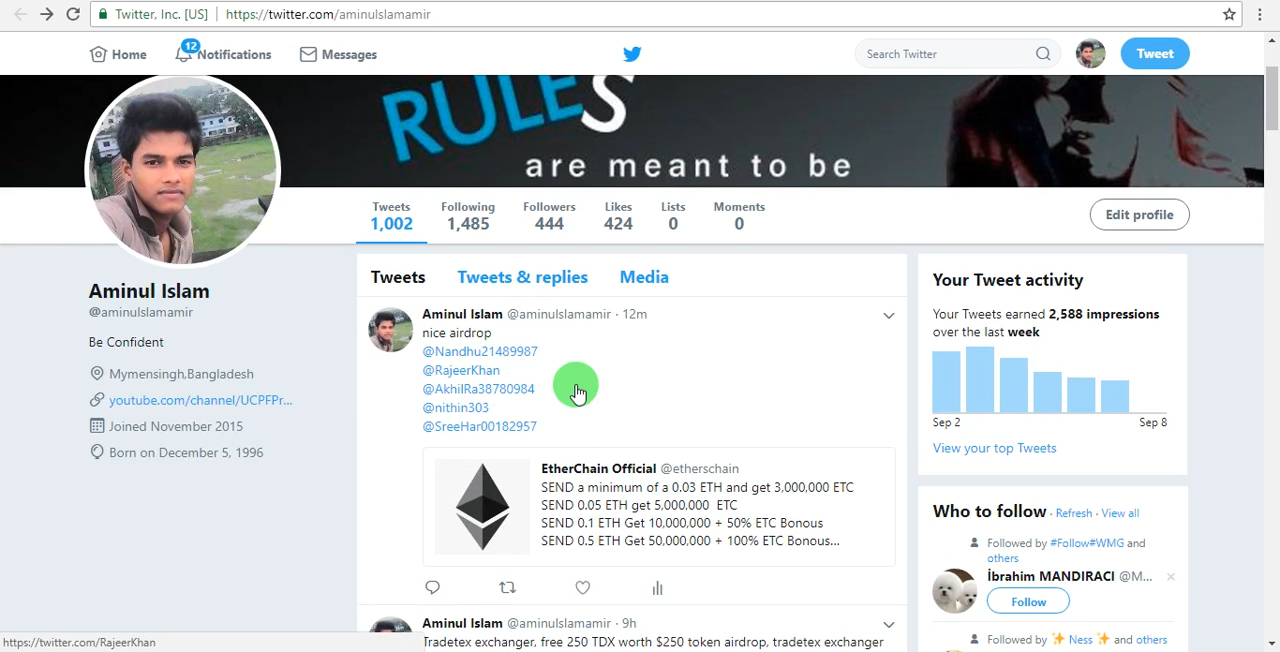 Twitter, Inc. [US] | https://twitter.com/aminulslamamir
Home
12
Notifications
Messages
Search Twitter
Tweet
RULES
are meant to be
Tweets
1,002
Following
1,485
Followers
444
Likes
424
Lists
0
Moments
0
Edit profile
Aminul Islam
@aminulslamamir
Be Confident
Mymensingh,Bangladesh
youtube.com/channel/UCPFPr...
Joined November 2015
Born on December 5, 1996
Tweets
Tweets & replies
Media
Aminul Islam @aminulslamamir · 12m
nice airdrop
@Nandhu21489987
@RajeerKhan
@AkhilRa38780984
@nithin303
@SreeHar00182957
EtherChain Official @etherschain
SEND a minimum of a 0.03 ETH and get 3,000,000 ETC
SEND 0.05 ETH get 5,000,000 ETC
SEND 0.1 ETH Get 10,000,000 + 50% ETC Bonous
SEND 0.5 ETH Get 50,000,000 + 100% ETC Bonous...
Aminul Islam @aminulslamamir · 9h
Tradetex exchanger, free 250 TDX worth $250 token airdrop, tradetex exchanger
Your Tweet activity
Your Tweets earned 2,588 impressions
over the last week
Sep 2
Sep 8
View your top Tweets
Who to follow · Refresh · View all
Followed by #Follow#WMG and
others
İbrahim MANDIRACI @M...
Follow
Followed by ✨ Ness ✨ and others
https://twitter.com/RajeerKhan